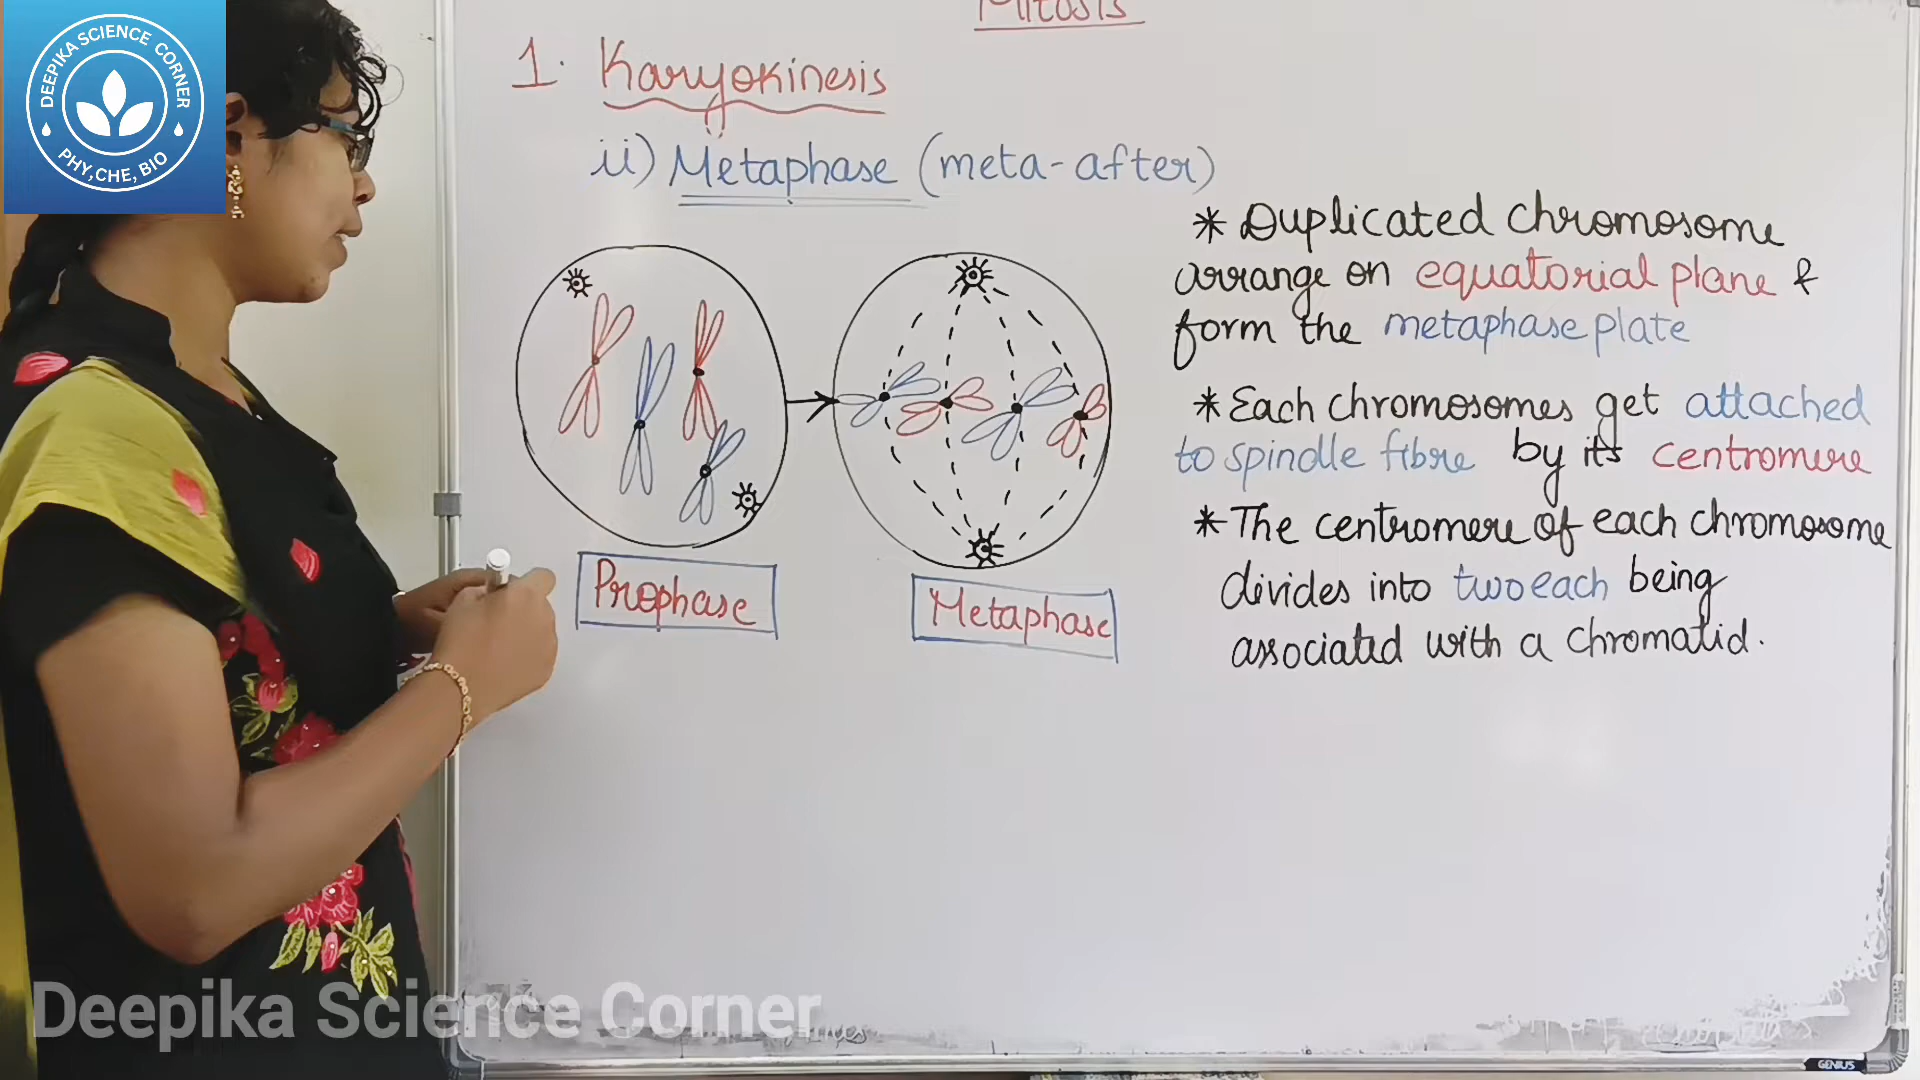 DEEPIKA SCIENCE CORNER
PHY, CHE, BIO
Mitosis
1. Karyokinesis
ii) Metaphase (meta-after)
* Duplicated chromosome
arrange on equatorial plane &
form the metaphase plate
* Each chromosomes get attached
to spindle fibre by its centromere
* The centromere of each chromosome
divides into two each being
associated with a chromatid.
Prophase
Metaphase
Deepika Science Corner
GENIUS